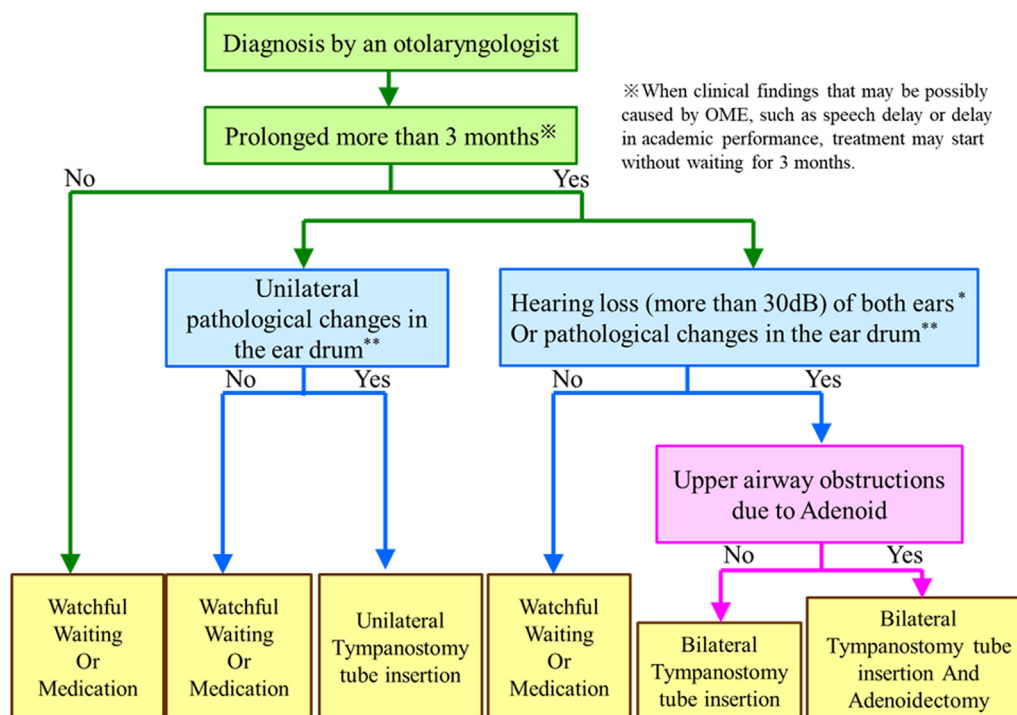 Diagnosis by an otolaryngologist
※When clinical findings that may be possibly
caused by OME, such as speech delay or delay
in academic performance, treatment may start
without waiting for 3 months.
Prolonged more than 3 months※
No
Yes
Unilateral
pathological changes in
the ear drum**
Hearing loss (more than 30dB) of both ears*
Or pathological changes in the ear drum**
No
Yes
No
Yes
Upper airway obstructions
due to Adenoid
No
Yes
Watchful
Waiting
Or
Medication
Watchful
Waiting
Or
Medication
Unilateral
Tympanostomy
tube insertion
Watchful
Waiting
Or
Medication
Bilateral
Tympanostomy
tube insertion
Bilateral
Tympanostomy tube
insertion And
Adenoidectomy